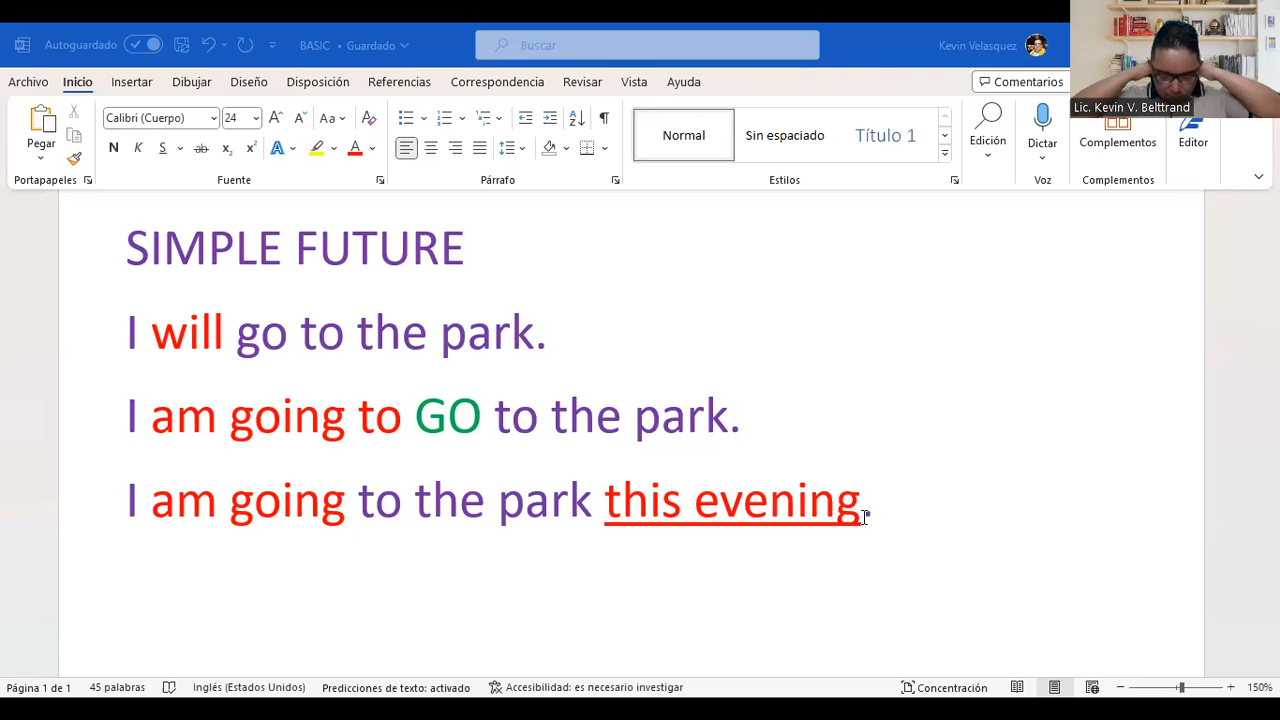 Autoguardado
BASIC • Guardado
Buscar
Kevin Velasquez
Archivo Inicio Insertar Dibujar Diseño Disposición Referencias Correspondencia Revisar Vista Ayuda Comentarios
Lic. Kevin V. Belttrand
Pegar
Calibri (Cuerpo) 24
Normal
Sin espaciado
Título 1
Edición
Dictar
Complementos
Editor
Portapapeles Fuente Párrafo Estilos Voz Complementos
SIMPLE FUTURE
I will go to the park.
I am going to GO to the park.
I am going to the park this evening.
Página 1 de 1 45 palabras Inglés (Estados Unidos) Predicciones de texto: activado Accesibilidad: es necesario investigar Concentración 150%